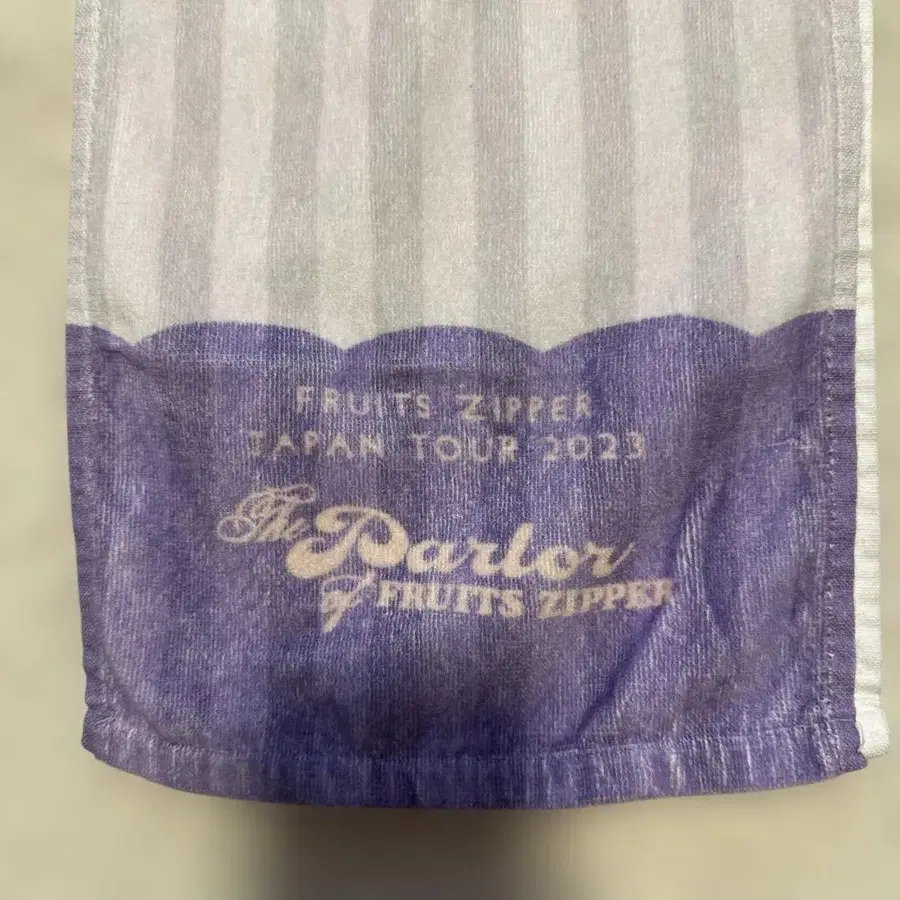 FRUITS ZIPPER
JAPAN TOUR 2023
The Parlor
of FRUITS ZIPPER